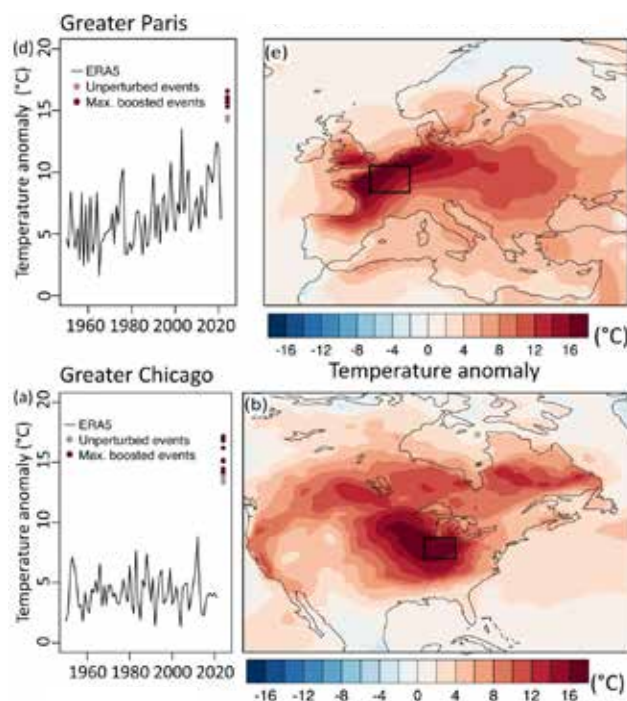 Greater Paris
(d)
20
15
10
5
0
Temperature anomaly (°C)
ERA5
Unperturbed events
Max. boosted events
1960 1980 2000 2020
(e)
-16 -12 -8 -4 0 4 8 12 16 (°C)
Temperature anomaly
Greater Chicago
(a)
20
15
10
5
0
Temperature anomaly (°C)
ERA5
Unperturbed events
Max. boosted events
1960 1980 2000 2020
(b)
-16 -12 -8 -4 0 4 8 12 16 (°C)